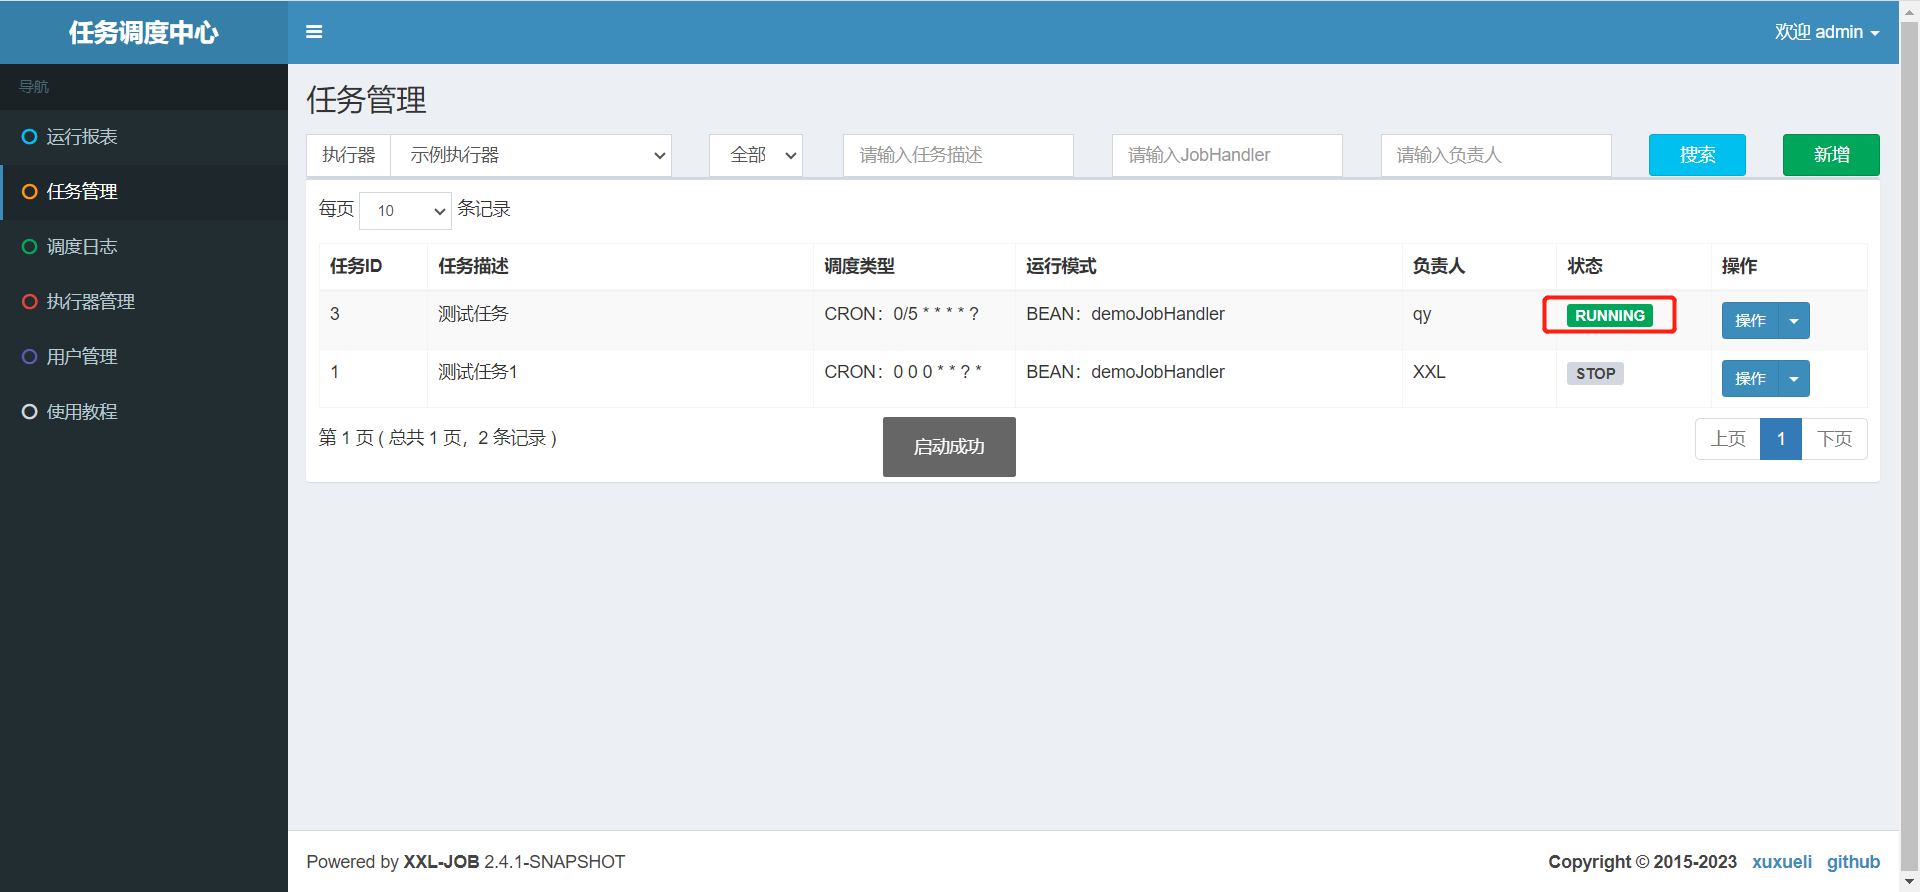 任务调度中心
欢迎 admin
导航
运行报表
任务管理
调度日志
执行器管理
用户管理
使用教程
任务管理
执行器 示例执行器 全部 请输入任务描述 请输入JobHandler 请输入负责人 搜索 新增
每页 10 条记录
任务ID 任务描述 调度类型 运行模式 负责人 状态 操作
3 测试任务 CRON：0/5 * * * * ? BEAN：demoJobHandler qy RUNNING 操作
1 测试任务1 CRON：0 0 0 * * ? * BEAN：demoJobHandler XXL STOP 操作
第 1 页 ( 总共 1 页，2 条记录 ) 上页 1 下页
启动成功
Powered by XXL-JOB 2.4.1-SNAPSHOT Copyright © 2015-2023 xuxueli github